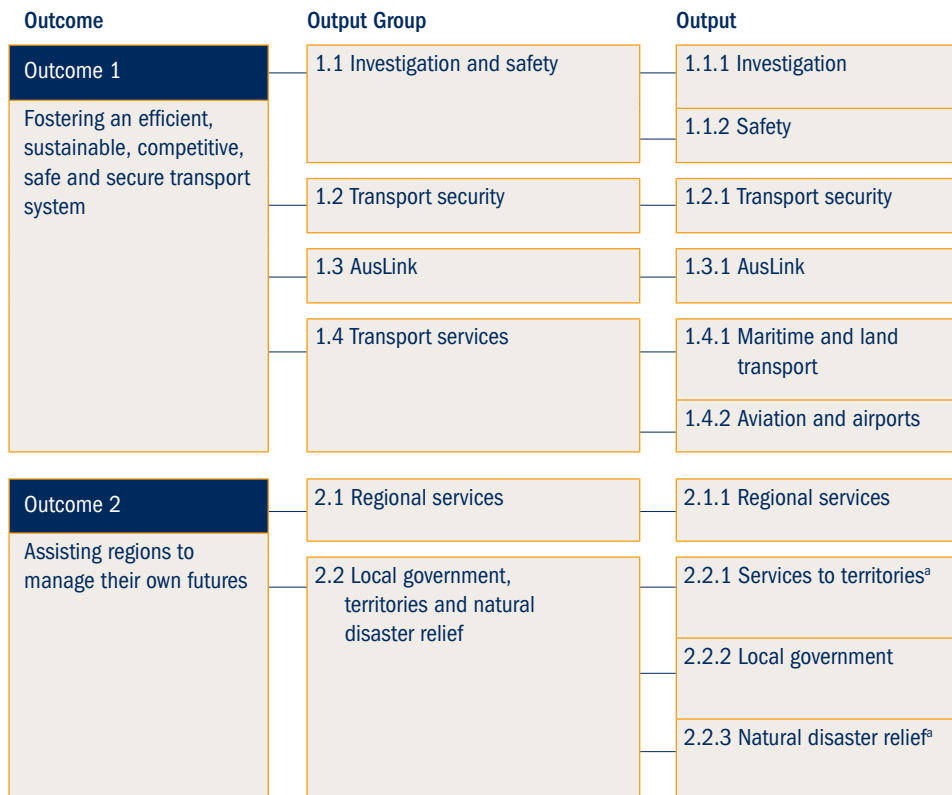 Outcome
Output Group
Output
Outcome 1
Fostering an efficient,
sustainable, competitive,
safe and secure transport
system
1.1 Investigation and safety
1.1.1 Investigation
1.1.2 Safety
1.2 Transport security
1.2.1 Transport security
1.3 AusLink
1.3.1 AusLink
1.4 Transport services
1.4.1 Maritime and land
transport
1.4.2 Aviation and airports
Outcome 2
Assisting regions to
manage their own futures
2.1 Regional services
2.1.1 Regional services
2.2 Local government,
territories and natural
disaster relief
2.2.1 Services to territoriesᵃ
2.2.2 Local government
2.2.3 Natural disaster reliefᵃ